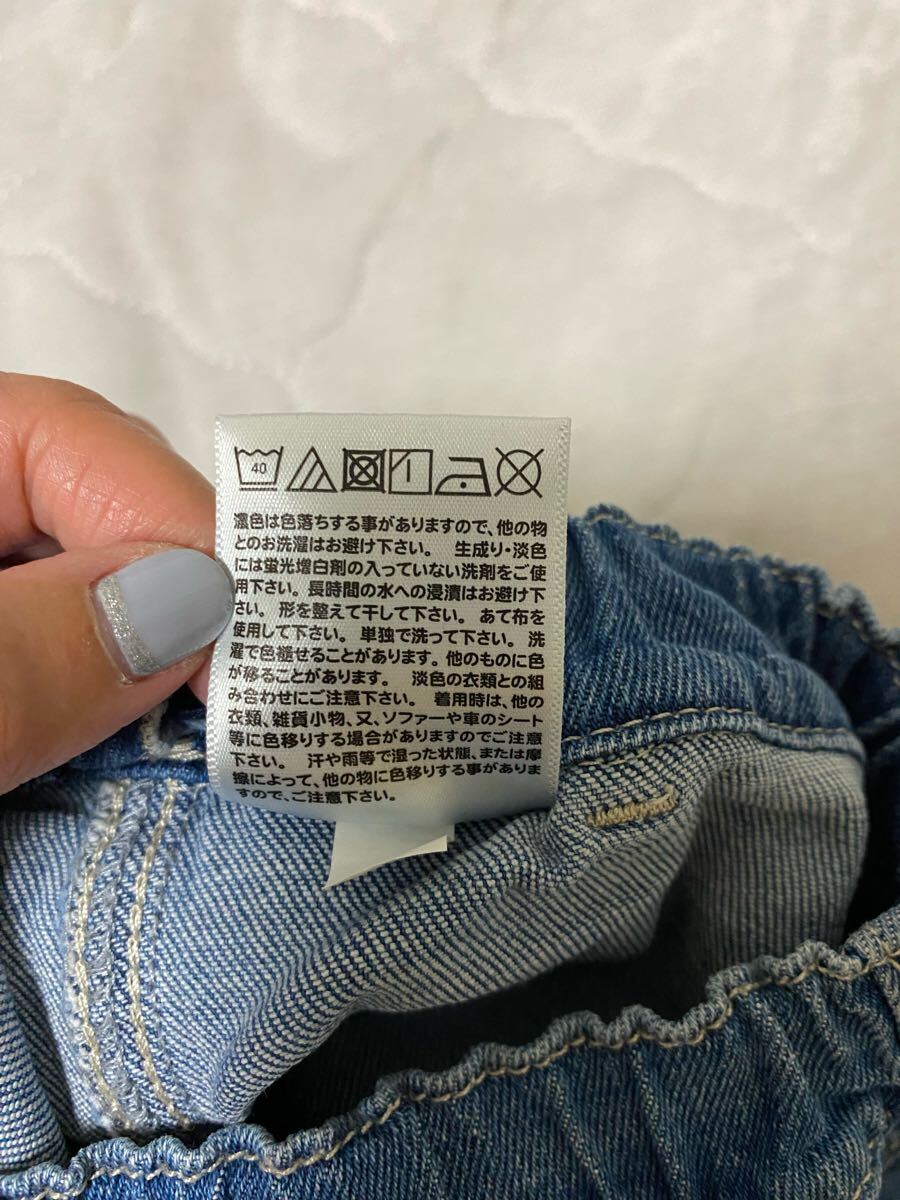 40
濃色は色落ちする事がありますので、他の物
とのお洗濯はお避け下さい。 生成り・淡色
には蛍光増白剤の入っていない洗剤をご使
用下さい。長時間の水への浸漬はお避け下
さい。 形を整えて干して下さい。 あて布を
使用して下さい。 単独で洗って下さい。 洗
濯で色褪せることがあります。他のものに色
が移ることがあります。 淡色の衣類との組
み合わせにご注意下さい。 着用時は、他の
衣類、雑貨小物、又、ソファーや車のシート
等に色移りする場合がありますのでご注意
下さい。 汗や雨等で湿った状態、または摩
擦によって、他の物に色移りする事がありま
すので、ご注意下さい。